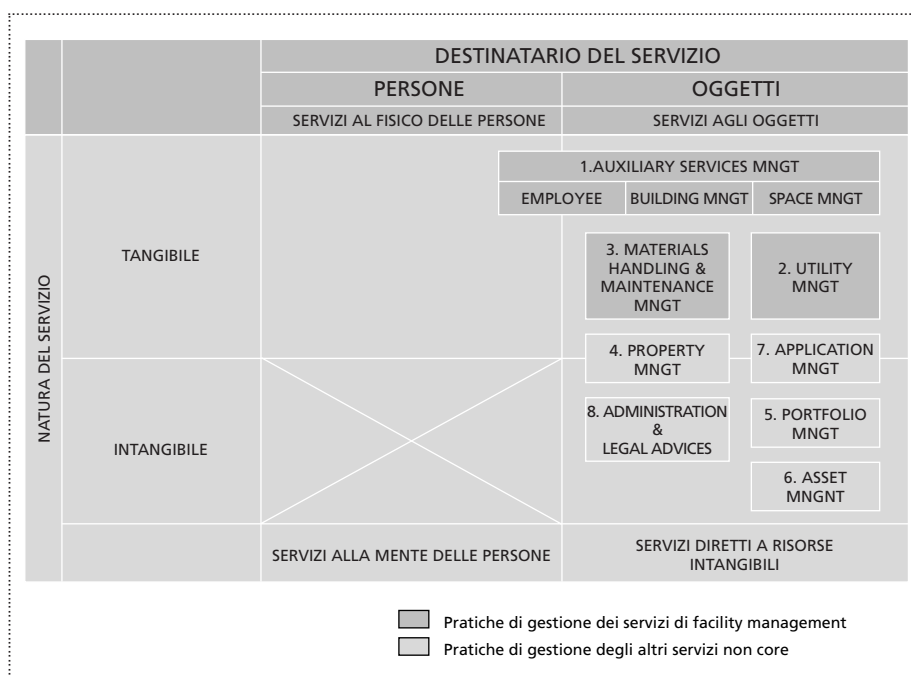 DESTINATARIO DEL SERVIZIO
PERSONE
OGGETTI
SERVIZI AL FISICO DELLE PERSONE
SERVIZI AGLI OGGETTI
NATURA DEL SERVIZIO
TANGIBILE
1.AUXILIARY SERVICES MNGT
EMPLOYEE
BUILDING MNGT
SPACE MNGT
3. MATERIALS
HANDLING &
MAINTENANCE
MNGT
2. UTILITY
MNGT
4. PROPERTY
MNGT
7. APPLICATION
MNGT
INTANGIBILE
8. ADMINISTRATION
&
LEGAL ADVICES
5. PORTFOLIO
MNGT
6. ASSET
MNGNT
SERVIZI ALLA MENTE DELLE PERSONE
SERVIZI DIRETTI A RISORSE
INTANGIBILI
Pratiche di gestione dei servizi di facility management
Pratiche di gestione degli altri servizi non core